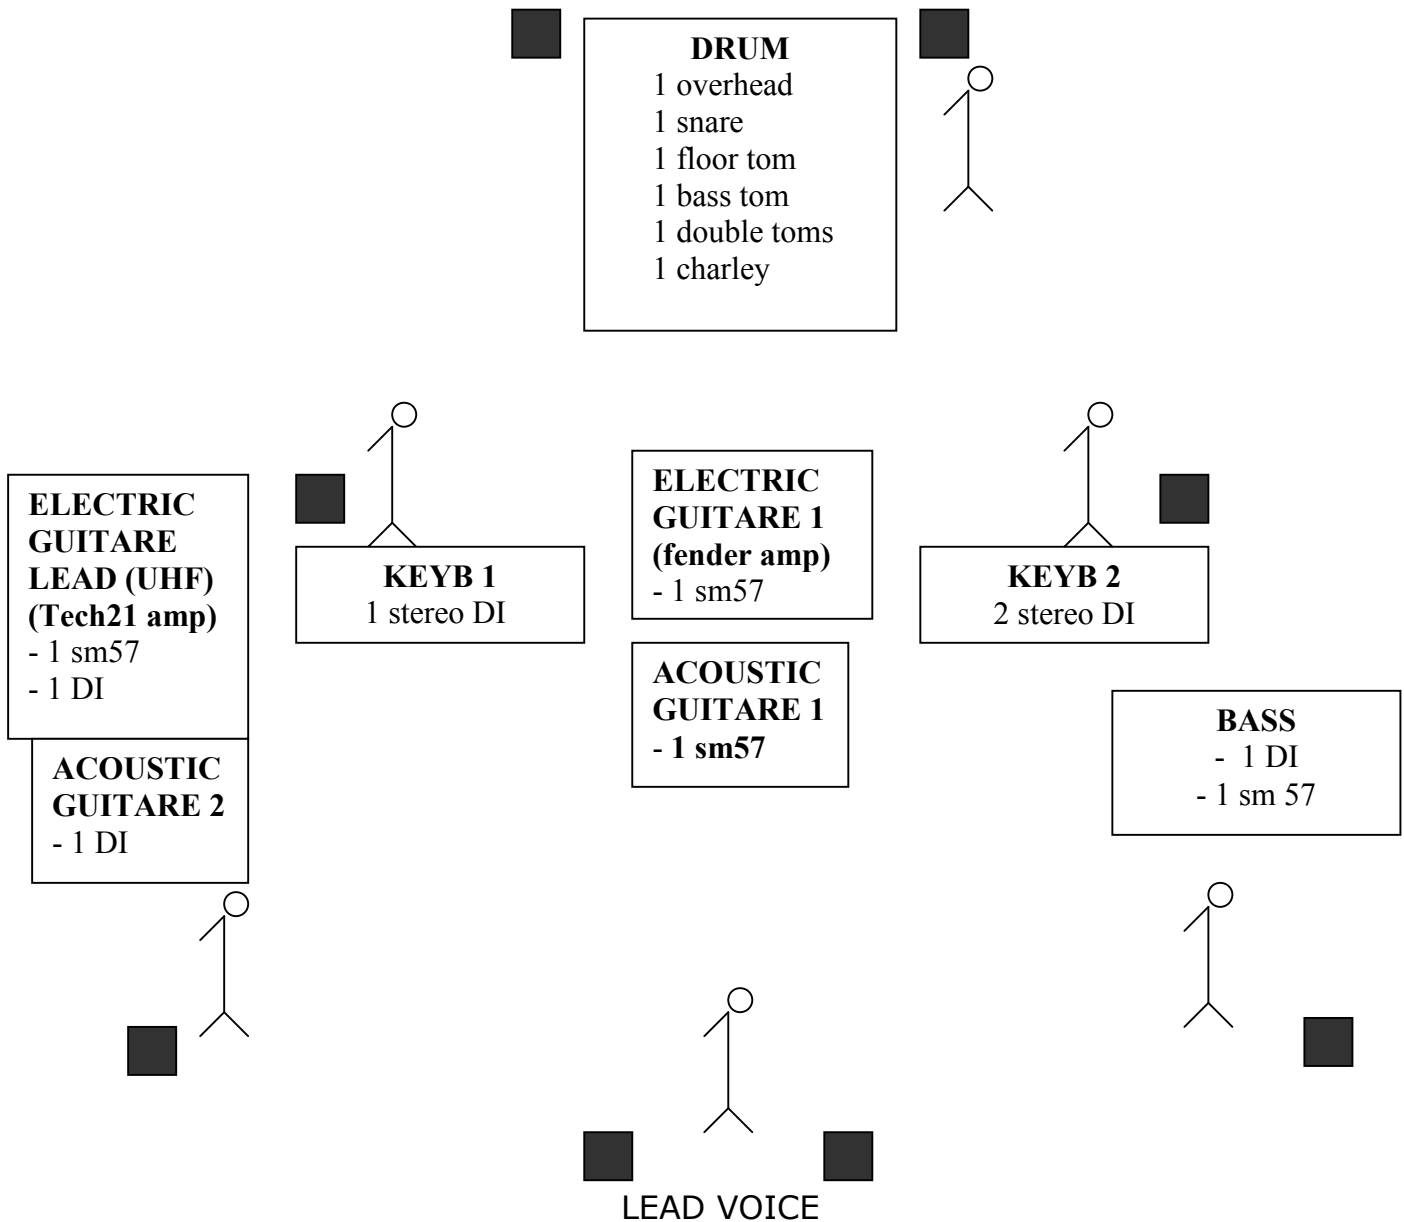 DRUM
1 overhead
1 snare
1 floor tom
1 bass tom
1 double toms
1 charley
ELECTRIC
GUITARE
LEAD (UHF)
(Tech21 amp)
- 1 sm57
- 1 DI
ACOUSTIC
GUITARE 2
- 1 DI
KEYB 1
1 stereo DI
ELECTRIC
GUITARE 1
(fender amp)
- 1 sm57
ACOUSTIC
GUITARE 1
- 1 sm57
KEYB 2
2 stereo DI
BASS
- 1 DI
- 1 sm 57
LEAD VOICE